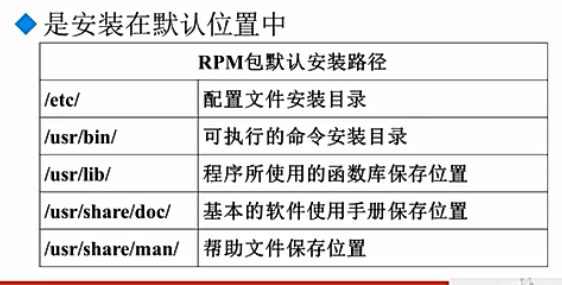 是安装在默认位置中
RPM包默认安装路径
/etc/ 配置文件安装目录
/usr/bin/ 可执行的命令安装目录
/usr/lib/ 程序所使用的函数库保存位置
/usr/share/doc/ 基本的软件使用手册保存位置
/usr/share/man/ 帮助文件保存位置